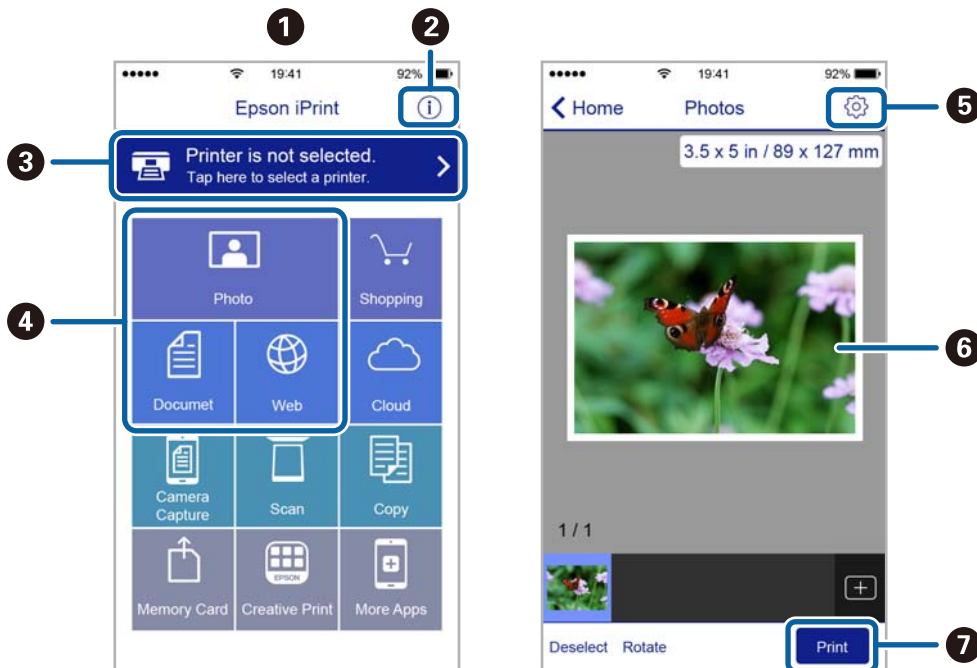 1
2
19:41
92%
Epson iPrint
3
Printer is not selected.
Tap here to select a printer.
4
Photo
Shopping
Documet
Web
Cloud
Camera
Capture
Scan
Copy
EPSON
Memory Card
Creative Print
More Apps
19:41
92%
Home
Photos
5
3.5 x 5 in / 89 x 127 mm
6
1 / 1
Deselect
Rotate
Print
7